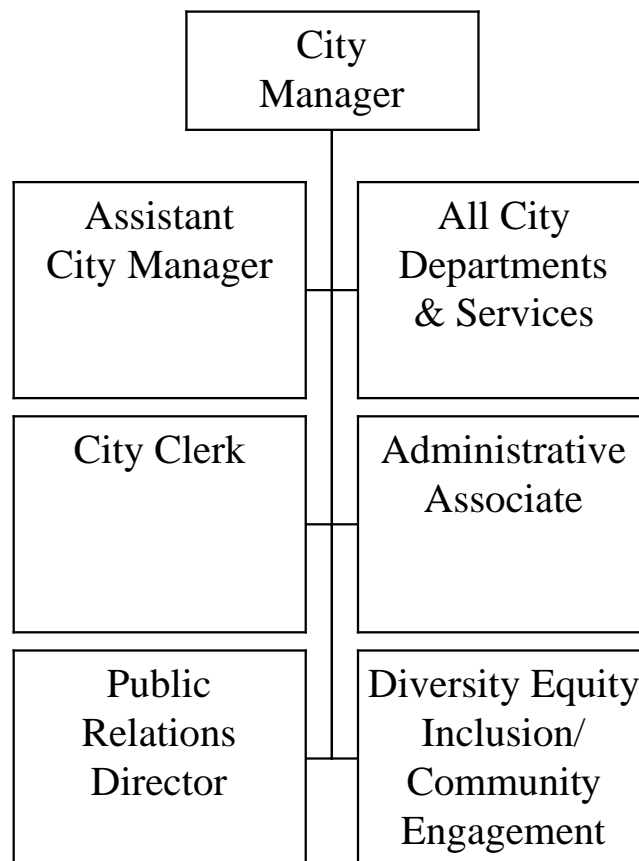 City
Manager
Assistant
City Manager
All City
Departments
& Services
City Clerk
Administrative
Associate
Public
Relations
Director
Diversity Equity
Inclusion/
Community
Engagement